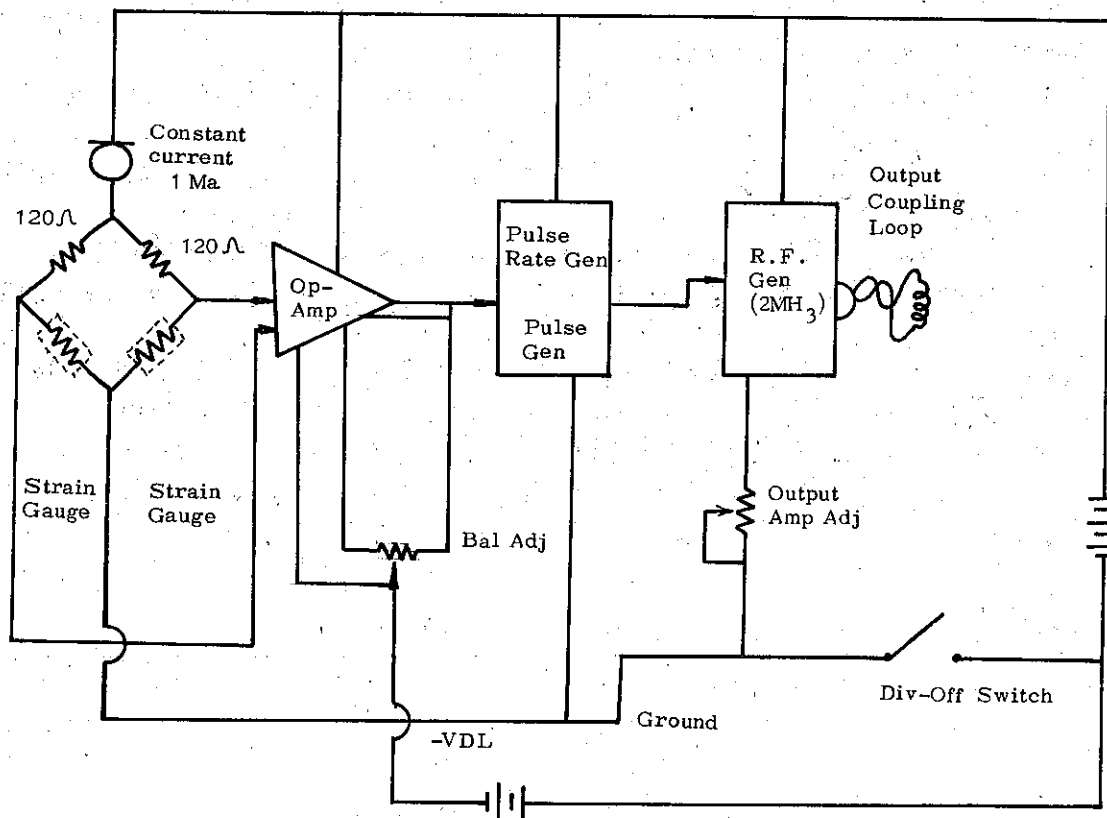 Constant
current
1 Ma
120Ω
120Ω
Op-
Amp
Pulse
Rate Gen
Pulse
Gen
R.F.
Gen
(2MH₃)
Output
Coupling
Loop
Strain
Gauge
Strain
Gauge
Bal Adj
Output
Amp Adj
Div-Off Switch
Ground
-VDL